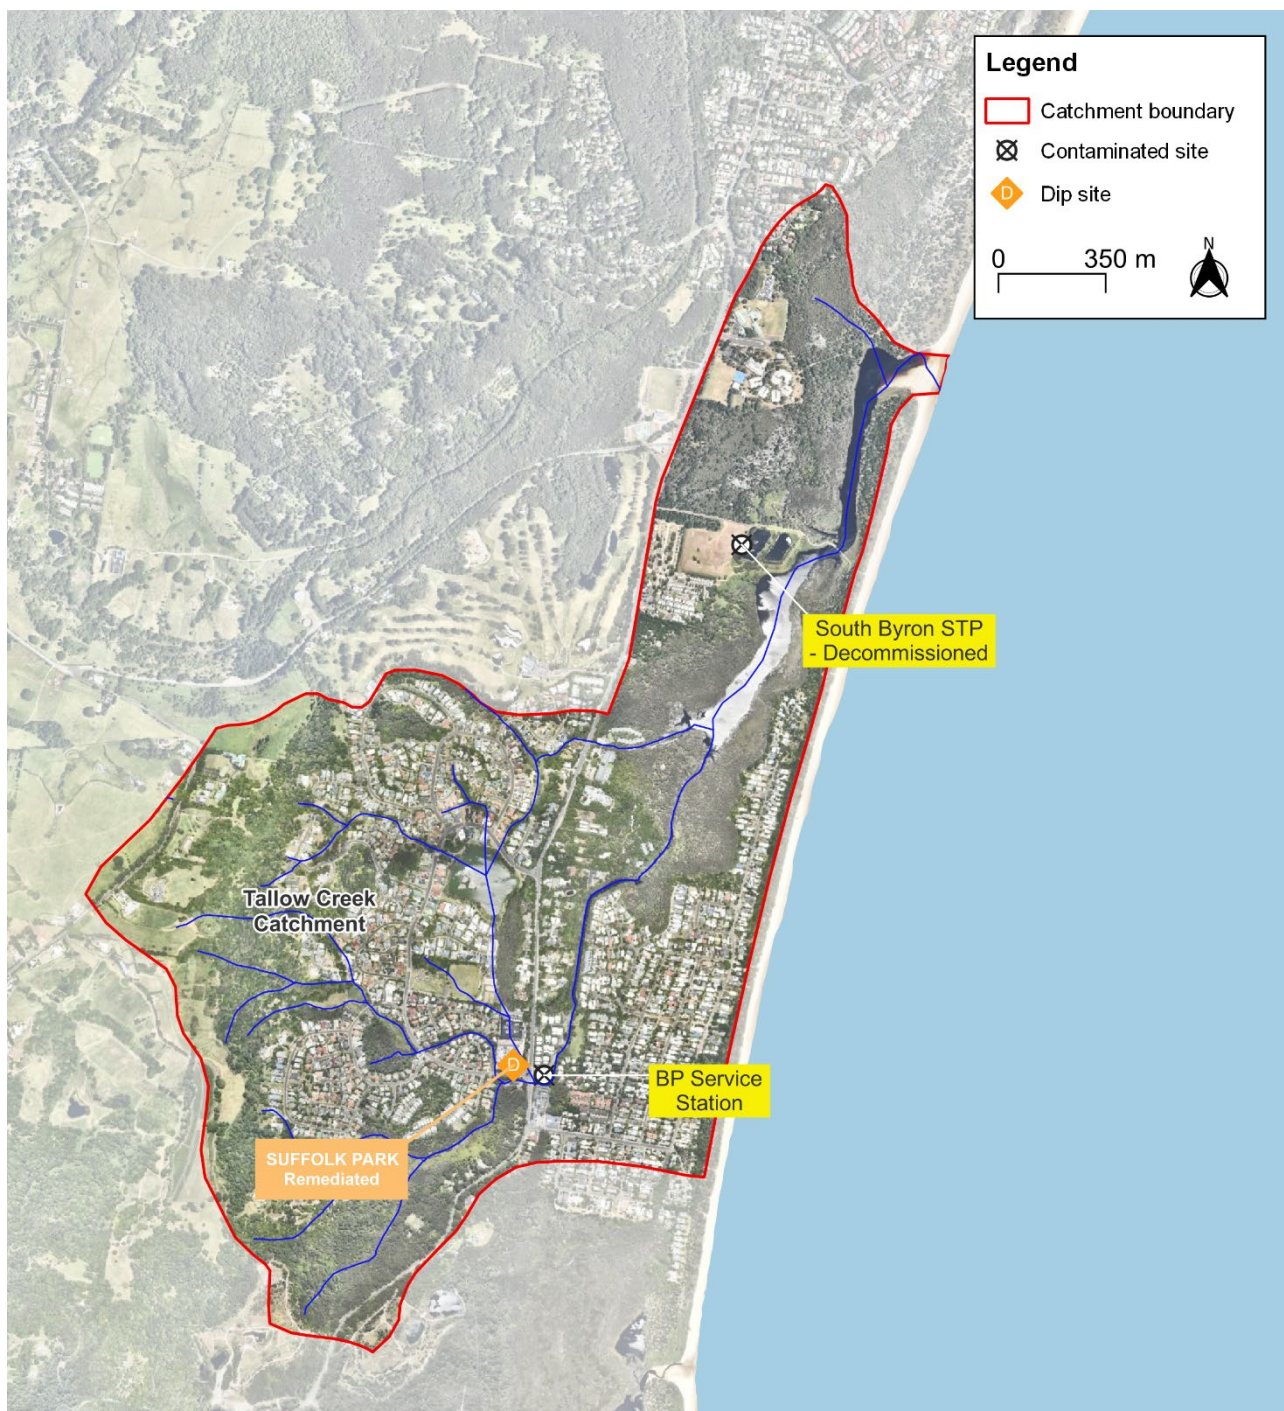 Legend
Catchment boundary
Contaminated site
D
Dip site
0 350 m
N
South Byron STP
- Decommissioned
Tallow Creek
Catchment
D
BP Service
Station
SUFFOLK PARK
Remediated